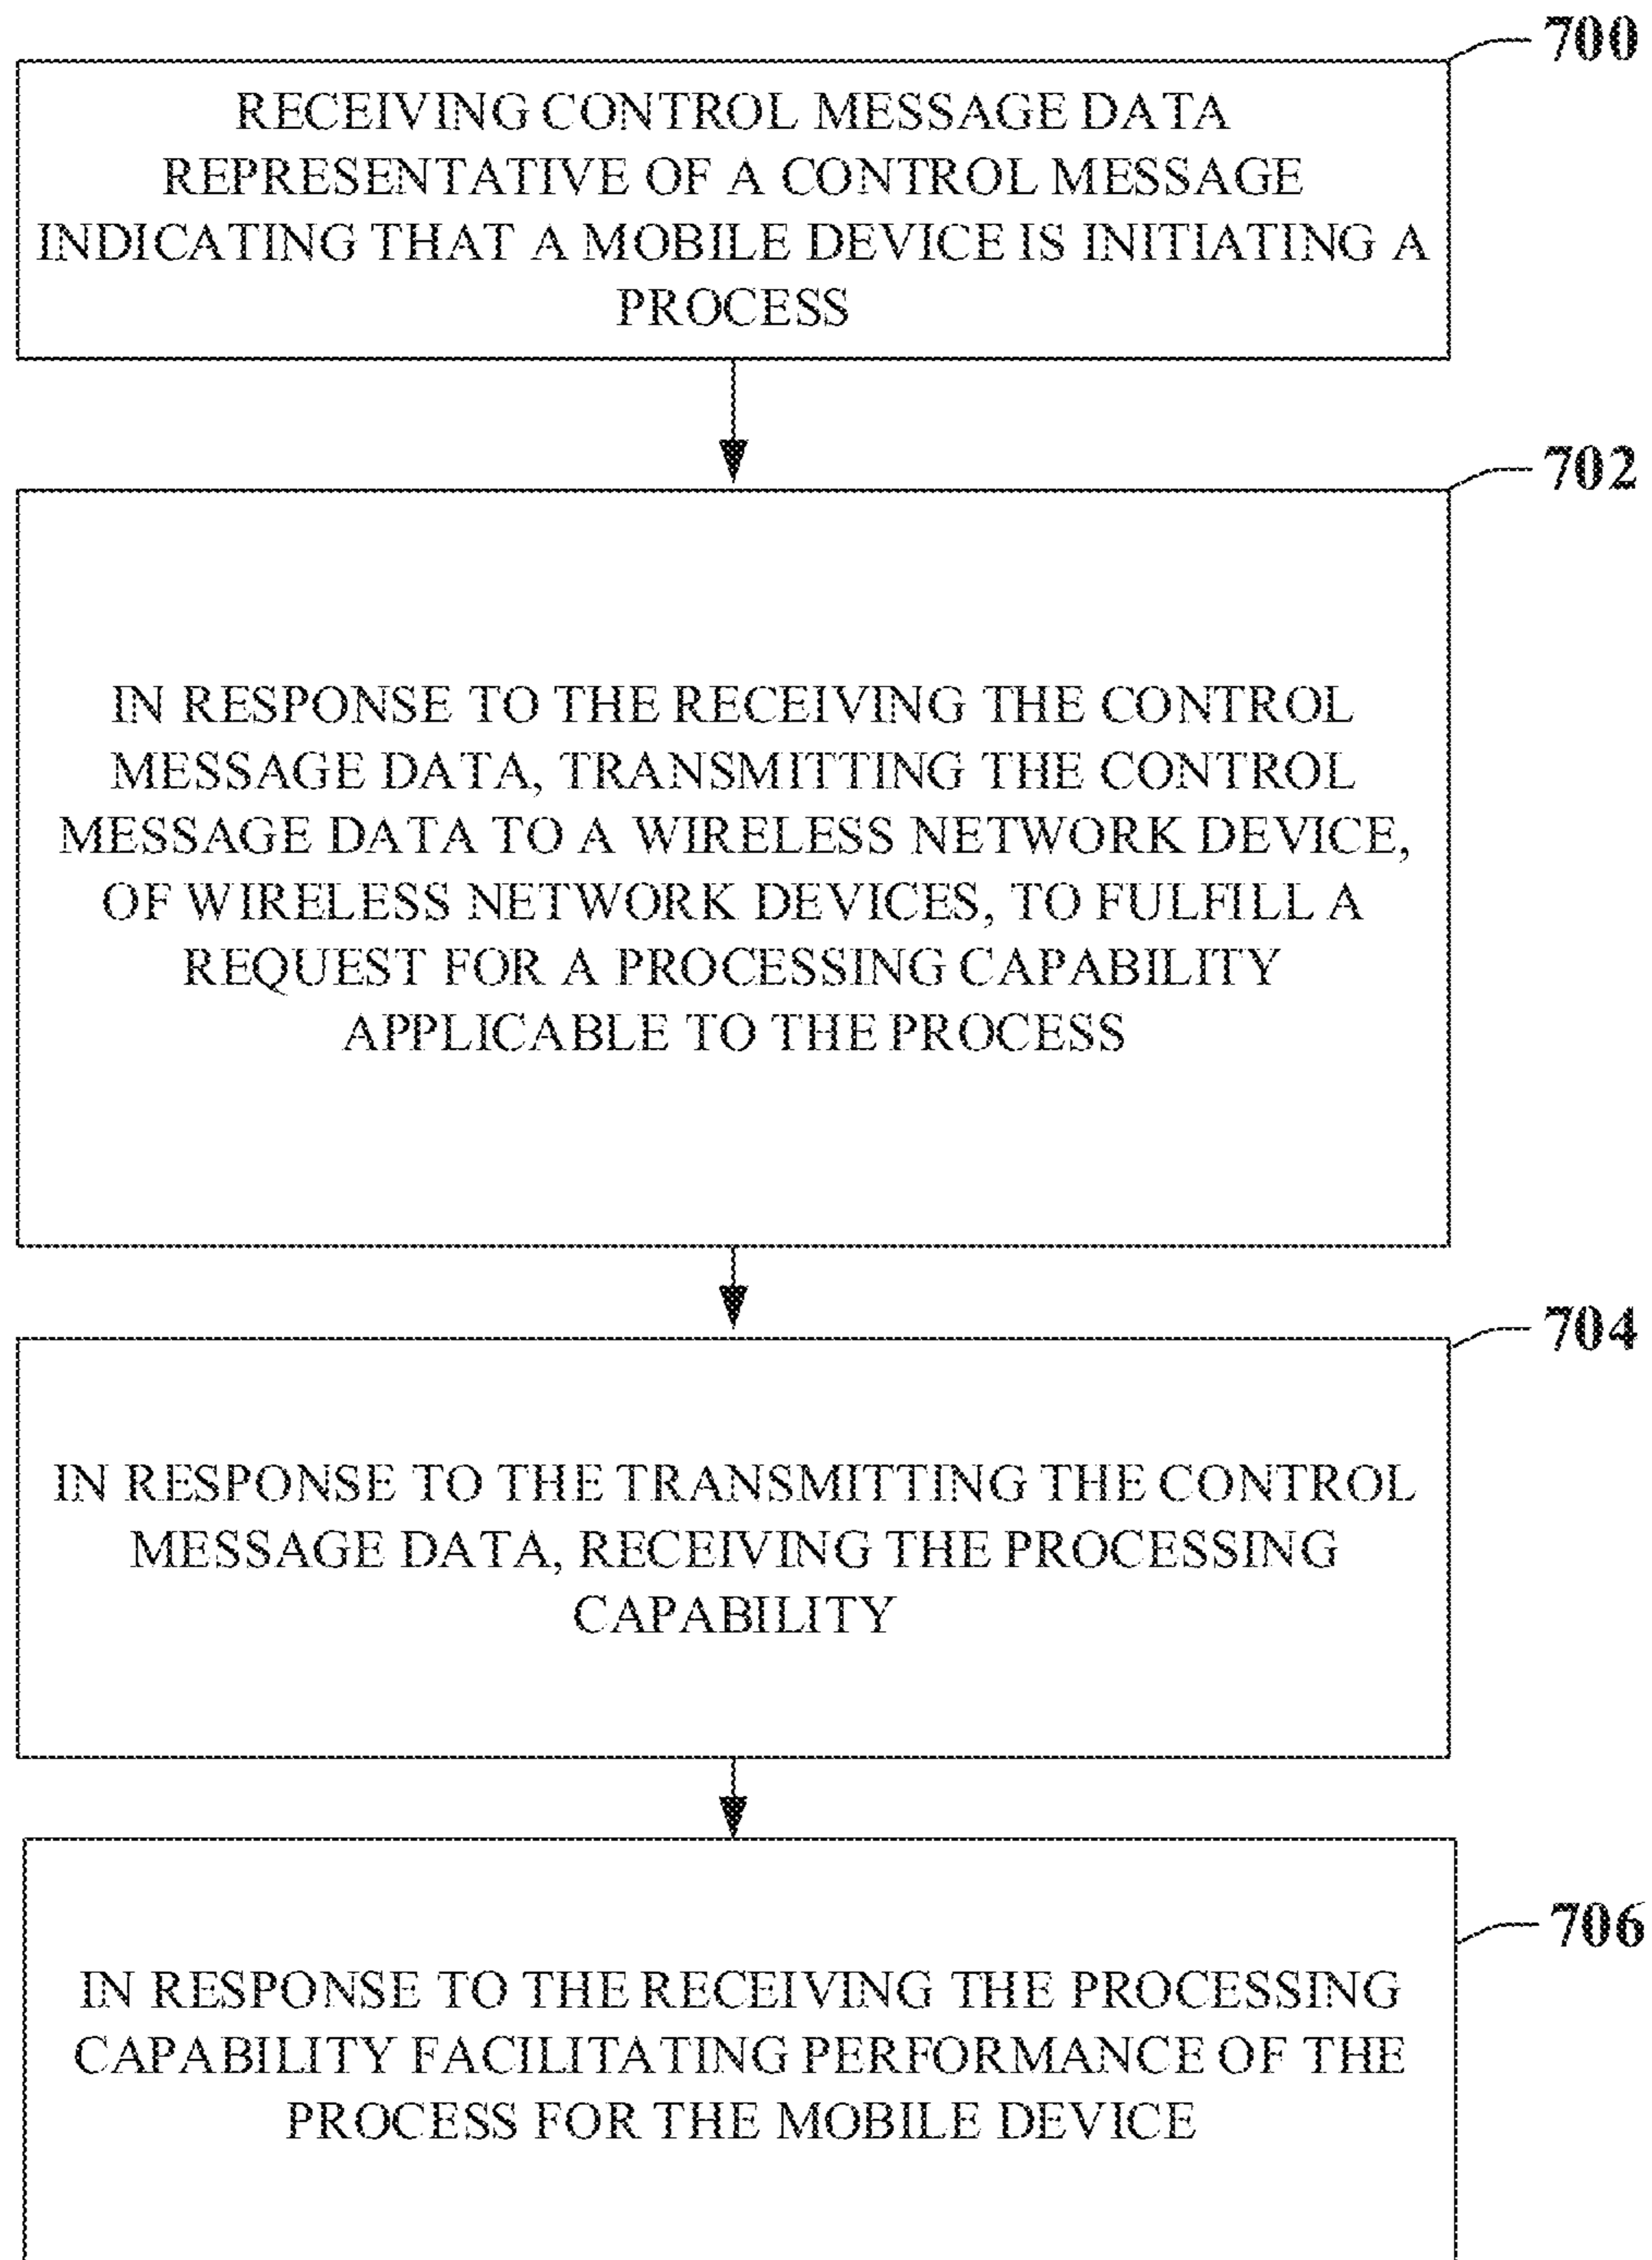 700
RECEIVING CONTROL MESSAGE DATA
REPRESENTATIVE OF A CONTROL MESSAGE
INDICATING THAT A MOBILE DEVICE IS INITIATING A
PROCESS
702
IN RESPONSE TO THE RECEIVING THE CONTROL
MESSAGE DATA, TRANSMITTING THE CONTROL
MESSAGE DATA TO A WIRELESS NETWORK DEVICE,
OF WIRELESS NETWORK DEVICES, TO FULFILL A
REQUEST FOR A PROCESSING CAPABILITY
APPLICABLE TO THE PROCESS
704
IN RESPONSE TO THE TRANSMITTING THE CONTROL
MESSAGE DATA, RECEIVING THE PROCESSING
CAPABILITY
706
IN RESPONSE TO THE RECEIVING THE PROCESSING
CAPABILITY FACILITATING PERFORMANCE OF THE
PROCESS FOR THE MOBILE DEVICE